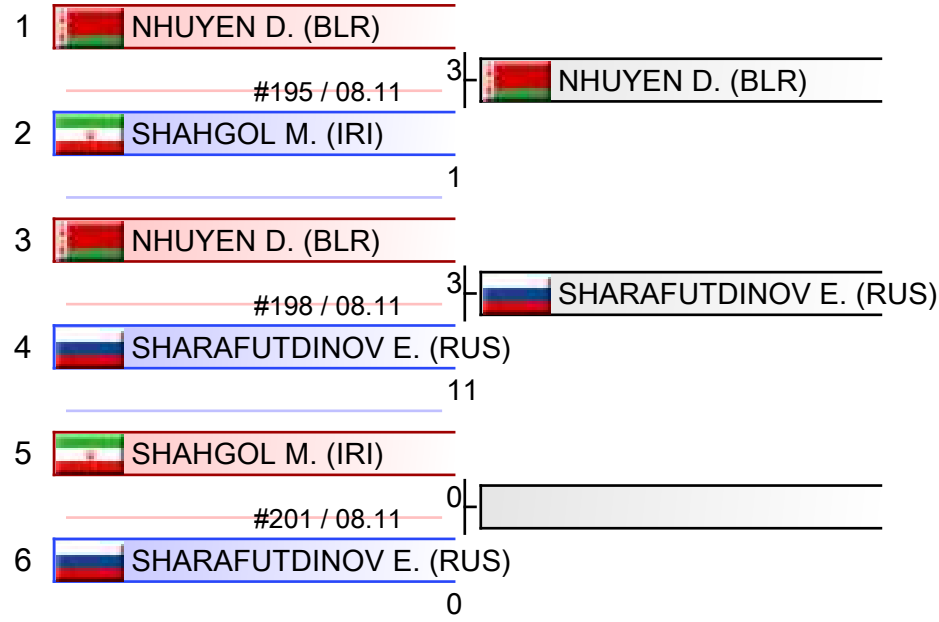 1 NHUYEN D. (BLR)
3 NHUYEN D. (BLR)
#195 / 08.11
2 SHAHGOL M. (IRI)
1
3 NHUYEN D. (BLR)
3 SHARAFUTDINOV E. (RUS)
#198 / 08.11
4 SHARAFUTDINOV E. (RUS)
11
5 SHAHGOL M. (IRI)
0
#201 / 08.11
6 SHARAFUTDINOV E. (RUS)
0